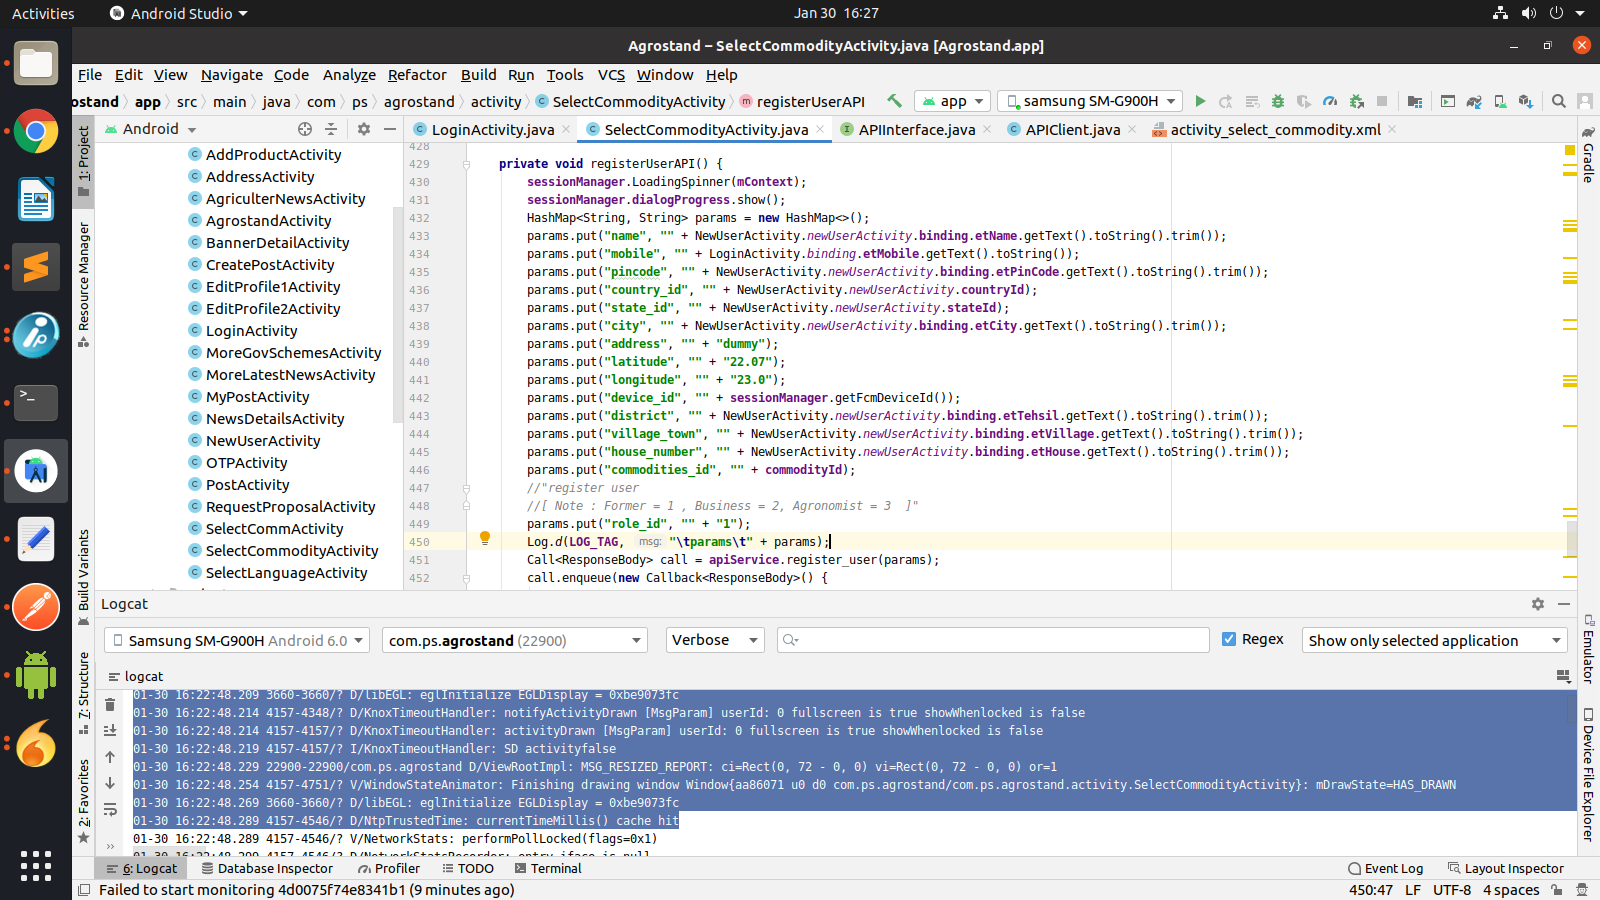 Activities
Android Studio
Jan 30  16:27
Agrostand – SelectCommodityActivity.java [Agrostand.app]
File Edit View Navigate Code Analyze Refactor Build Run Tools VCS Window Help
ostand app src main java com ps agrostand activity SelectCommodityActivity registerUserAPI
app
samsung SM-G900H
Android
LoginActivity.java
SelectCommodityActivity.java
APIInterface.java
APIClient.java
activity_select_commodity.xml
1: Project
Resource Manager
Build Variants
7: Structure
2: Favorites
AddProductActivity
AddressActivity
AgriculterNewsActivity
AgrostandActivity
BannerDetailActivity
CreatePostActivity
EditProfile1Activity
EditProfile2Activity
LoginActivity
MoreGovSchemesActivity
MoreLatestNewsActivity
MyPostActivity
NewsDetailsActivity
NewUserActivity
OTPActivity
PostActivity
RequestProposalActivity
SelectCommActivity
SelectCommodityActivity
SelectLanguageActivity
428
429 private void registerUserAPI() {
430 sessionManager.LoadingSpinner(mContext);
431 sessionManager.dialogProgress.show();
432 HashMap<String, String> params = new HashMap<>();
433 params.put("name", "" + NewUserActivity.newUserActivity.binding.etName.getText().toString().trim());
434 params.put("mobile", "" + LoginActivity.binding.etMobile.getText().toString());
435 params.put("pincode", "" + NewUserActivity.newUserActivity.binding.etPinCode.getText().toString().trim());
436 params.put("country_id", "" + NewUserActivity.newUserActivity.countryId);
437 params.put("state_id", "" + NewUserActivity.newUserActivity.stateId);
438 params.put("city", "" + NewUserActivity.newUserActivity.binding.etCity.getText().toString().trim());
439 params.put("address", "" + "dummy");
440 params.put("latitude", "" + "22.07");
441 params.put("longitude", "" + "23.0");
442 params.put("device_id", "" + sessionManager.getFcmDeviceId());
443 params.put("district", "" + NewUserActivity.newUserActivity.binding.etTehsil.getText().toString().trim());
444 params.put("village_town", "" + NewUserActivity.newUserActivity.binding.etVillage.getText().toString().trim());
445 params.put("house_number", "" + NewUserActivity.newUserActivity.binding.etHouse.getText().toString().trim());
446 params.put("commodities_id", "" + commodityId);
447 //"register user
448 //[ Note : Former = 1 , Business = 2, Agronomist = 3  ]"
449 params.put("role_id", "" + "1");
450 Log.d(LOG_TAG, msg: "\tparams\t" + params);
451 Call<ResponseBody> call = apiService.register_user(params);
452 call.enqueue(new Callback<ResponseBody>() {
Gradle
Emulator
Device File Explorer
Logcat
Samsung SM-G900H Android 6.0
com.ps.agrostand (22900)
Verbose
Regex
Show only selected application
logcat
01-30 16:22:48.209 3660-3660/? D/libEGL: eglInitialize EGLDisplay = 0xbe9073fc
01-30 16:22:48.214 4157-4348/? D/KnoxTimeoutHandler: notifyActivityDrawn [MsgParam] userId: 0 fullscreen is true showWhenlocked is false
01-30 16:22:48.214 4157-4157/? D/KnoxTimeoutHandler: activityDrawn [MsgParam] userId: 0 fullscreen is true showWhenlocked is false
01-30 16:22:48.219 4157-4157/? I/KnoxTimeoutHandler: SD activityfalse
01-30 16:22:48.229 22900-22900/com.ps.agrostand D/ViewRootImpl: MSG_RESIZED_REPORT: ci=Rect(0, 72 - 0, 0) vi=Rect(0, 72 - 0, 0) or=1
01-30 16:22:48.254 4157-4751/? V/WindowStateAnimator: Finishing drawing window Window{aa86071 u0 d0 com.ps.agrostand/com.ps.agrostand.activity.SelectCommodityActivity}: mDrawState=HAS_DRAWN
01-30 16:22:48.269 3660-3660/? D/libEGL: eglInitialize EGLDisplay = 0xbe9073fc
01-30 16:22:48.289 4157-4546/? D/NtpTrustedTime: currentTimeMillis() cache hit
01-30 16:22:48.289 4157-4546/? V/NetworkStats: performPollLocked(flags=0x1)
01-30 16:22:48.299 4157-4546/? D/NetworkStatsRecorder: entry iface is null
6: Logcat
Database Inspector
Profiler
TODO
Terminal
Event Log
Layout Inspector
Failed to start monitoring 4d0075f74e8341b1 (9 minutes ago)
450:47 LF UTF-8 4 spaces